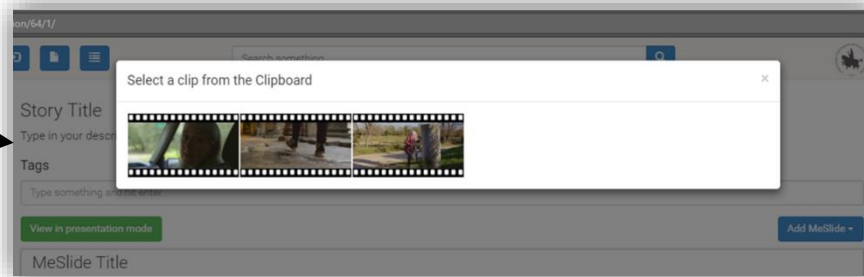 on/64/1/
Search something
Select a clip from the Clipboard ×
Story Title
Type in your descr
Tags
Type something and hit enter
View in presentation mode
Add MeSlide
MeSlide Title